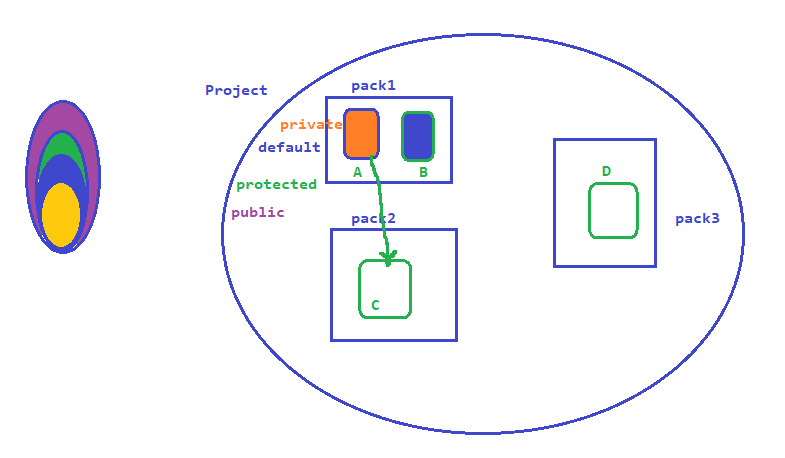 Project
pack1
private
default
A
B
protected
public
pack2
C
D
pack3